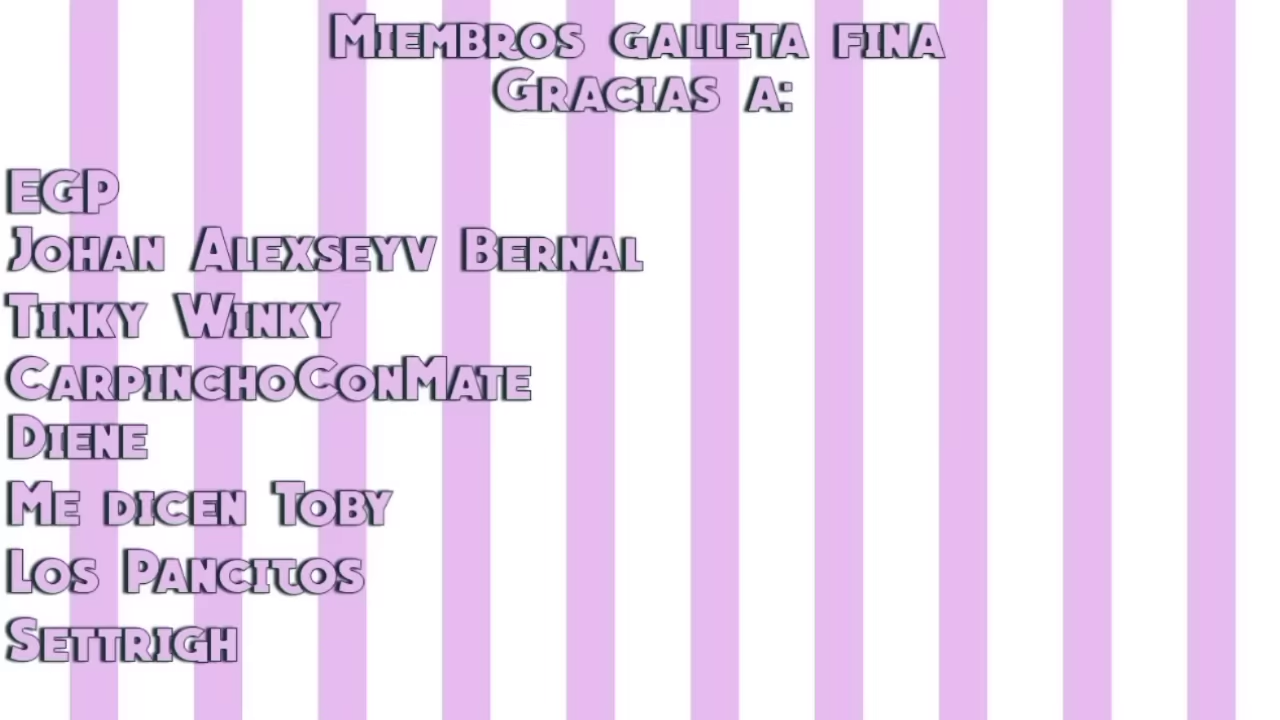 Miembros galleta fina
Gracias a:
EGP
Johan Alexseyv Bernal
Tinky Winky
CarpinchoConMate
Diene
Me dicen Toby
Los Pancitos
Settrigh